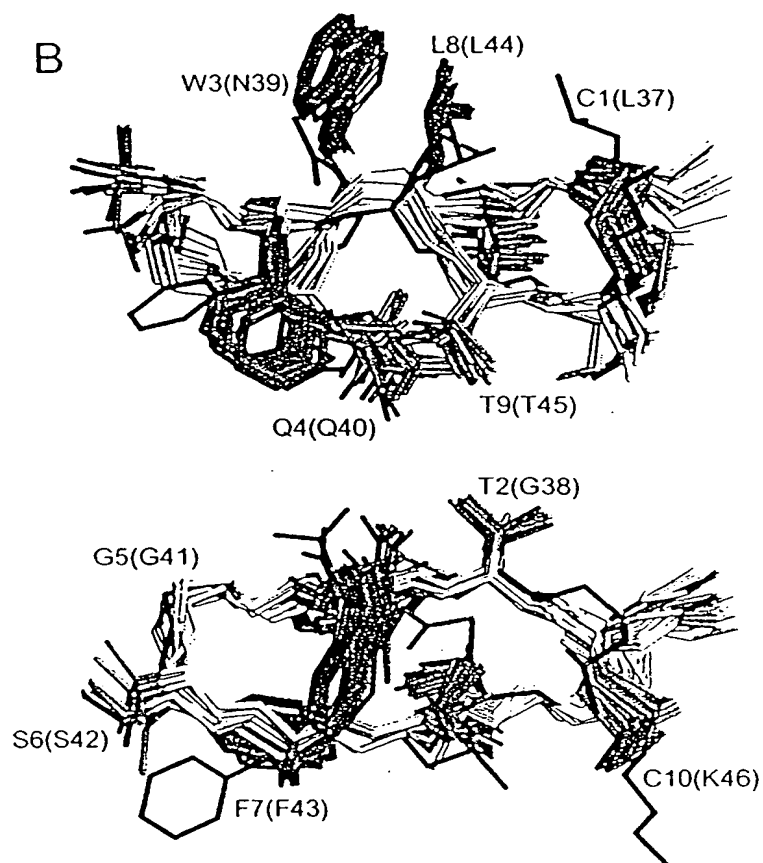 B
L8(L44)
W3(N39)
C1(L37)
T9(T45)
Q4(Q40)
T2(G38)
G5(G41)
S6(S42)
C10(K46)
F7(F43)